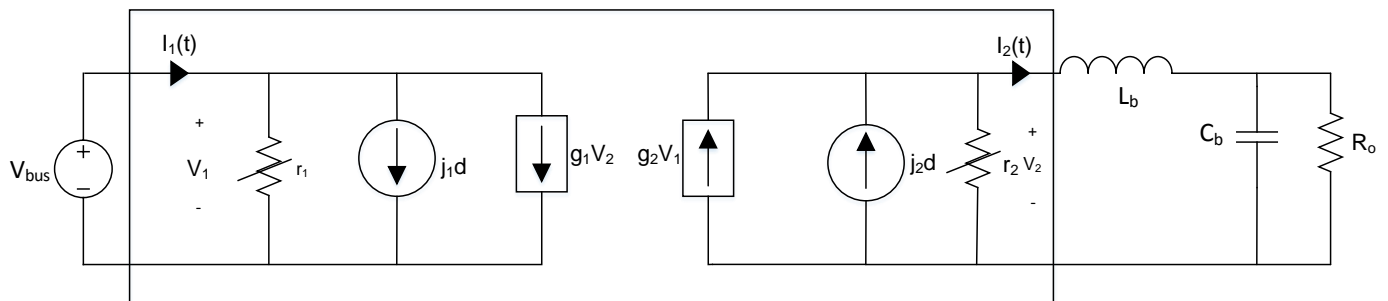 I₁(t)
I₂(t)
+
+
+
V_bus
−
V₁
-
r₁
j₁d
g₁V₂
g₂V₁
j₂d
r₂
V₂
-
L_b
C_b
R_o